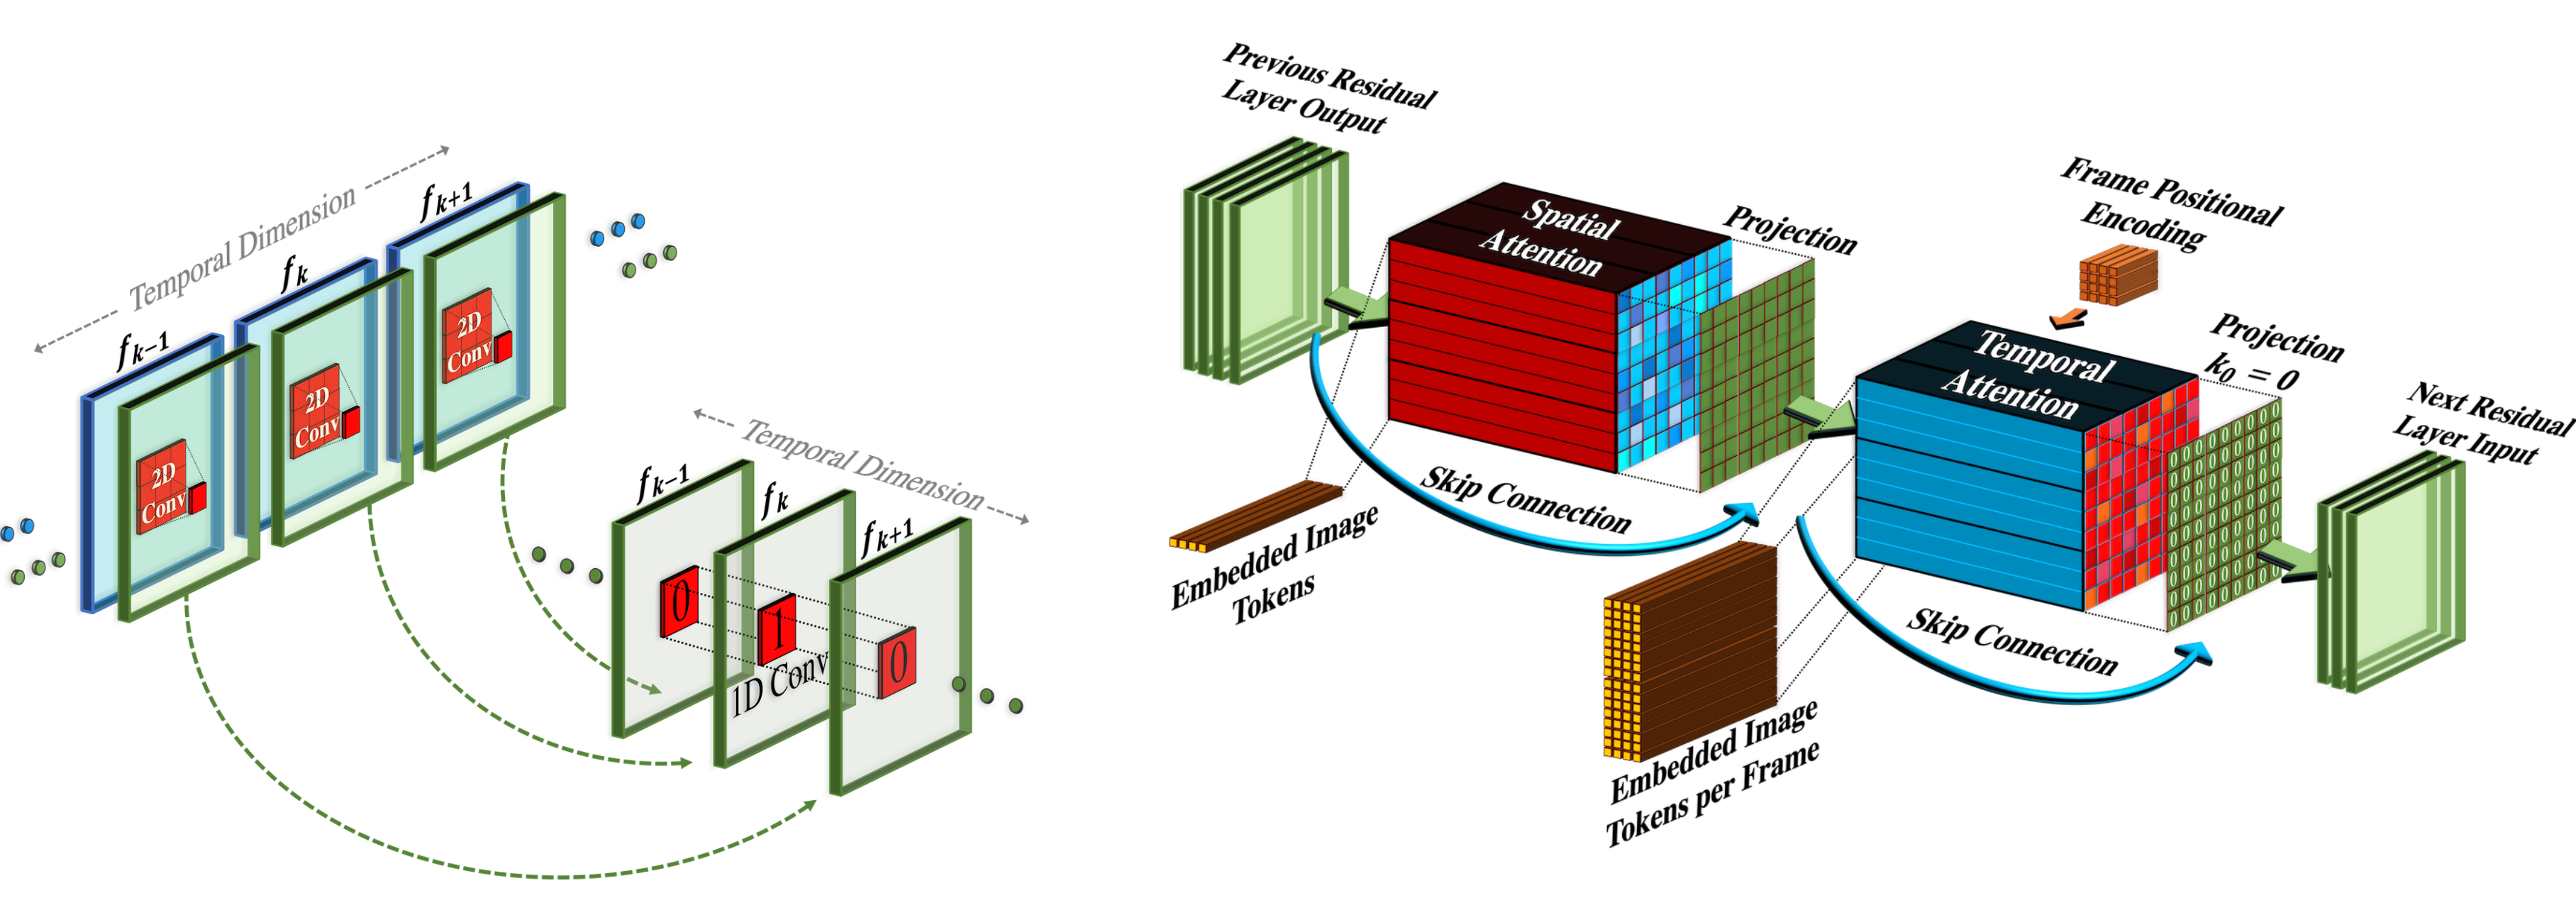 Temporal Dimension
f_{k-1}
f_k
f_{k+1}
2D
Conv
2D
Conv
2D
Conv
Temporal Dimension
f_{k-1}
f_k
f_{k+1}
0
1
0
1D Conv
Previous Residual
Layer Output
Spatial
Attention
Projection
Embedded Image
Tokens
Skip Connection
Frame Positional
Encoding
Temporal
Attention
Projection
k_0 = 0
Embedded Image
Tokens per Frame
Skip Connection
Next Residual
Layer Input